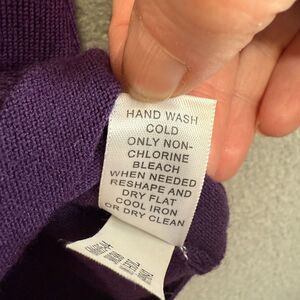 HAND WASH
COLD
ONLY NON-
CHLORINE
BLEACH
WHEN NEEDED
RESHAPE AND
DRY FLAT
COOL IRON
OR DRY CLEAN